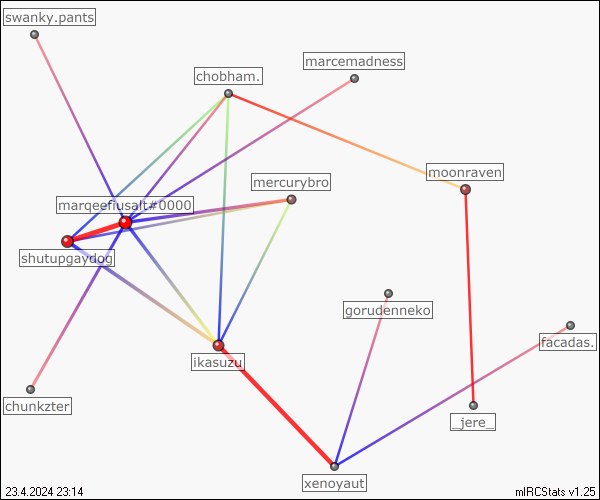 swanky.pants
marcemadness
chobham.
moonraven
mercurybro
marqeefiusalt#0000
shutupgaydog
gorudenneko
facadas.
ikasuzu
chunkzter
_jere_
xenoyaut
23.4.2024 23:14
mIRCStats v1.25